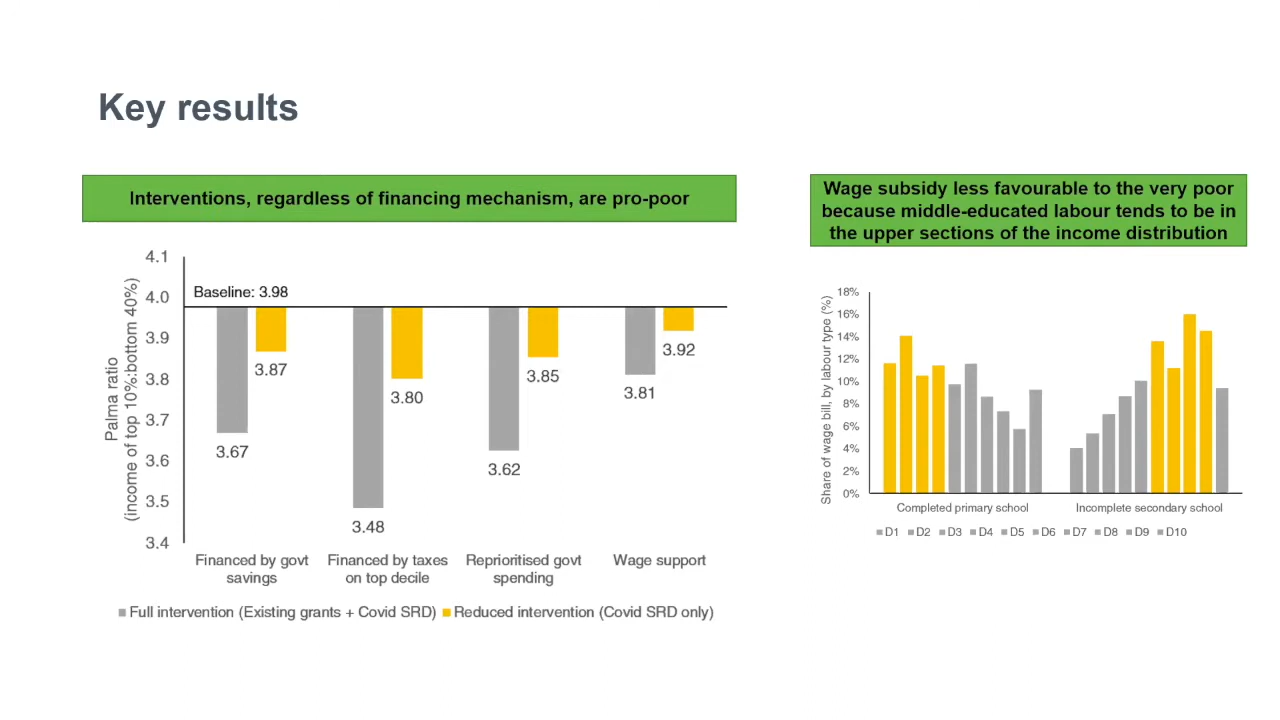 Key results
Interventions, regardless of financing mechanism, are pro-poor
4.1
4.0
3.9
3.8
3.7
3.6
3.5
3.4
Palma ratio
(income of top 10%:bottom 40%)
Baseline: 3.98
3.67
3.87
3.48
3.80
3.62
3.85
3.81
3.92
Financed by govt
savings
Financed by taxes
on top decile
Reprioritised govt
spending
Wage support
Full intervention (Existing grants + Covid SRD)
Reduced intervention (Covid SRD only)
Wage subsidy less favourable to the very poor
because middle-educated labour tends to be in
the upper sections of the income distribution
Share of wage bill, by labour type (%)
18%
16%
14%
12%
10%
8%
6%
4%
2%
0%
Completed primary school
Incomplete secondary school
D1 D2 D3 D4 D5 D6 D7 D8 D9 D10